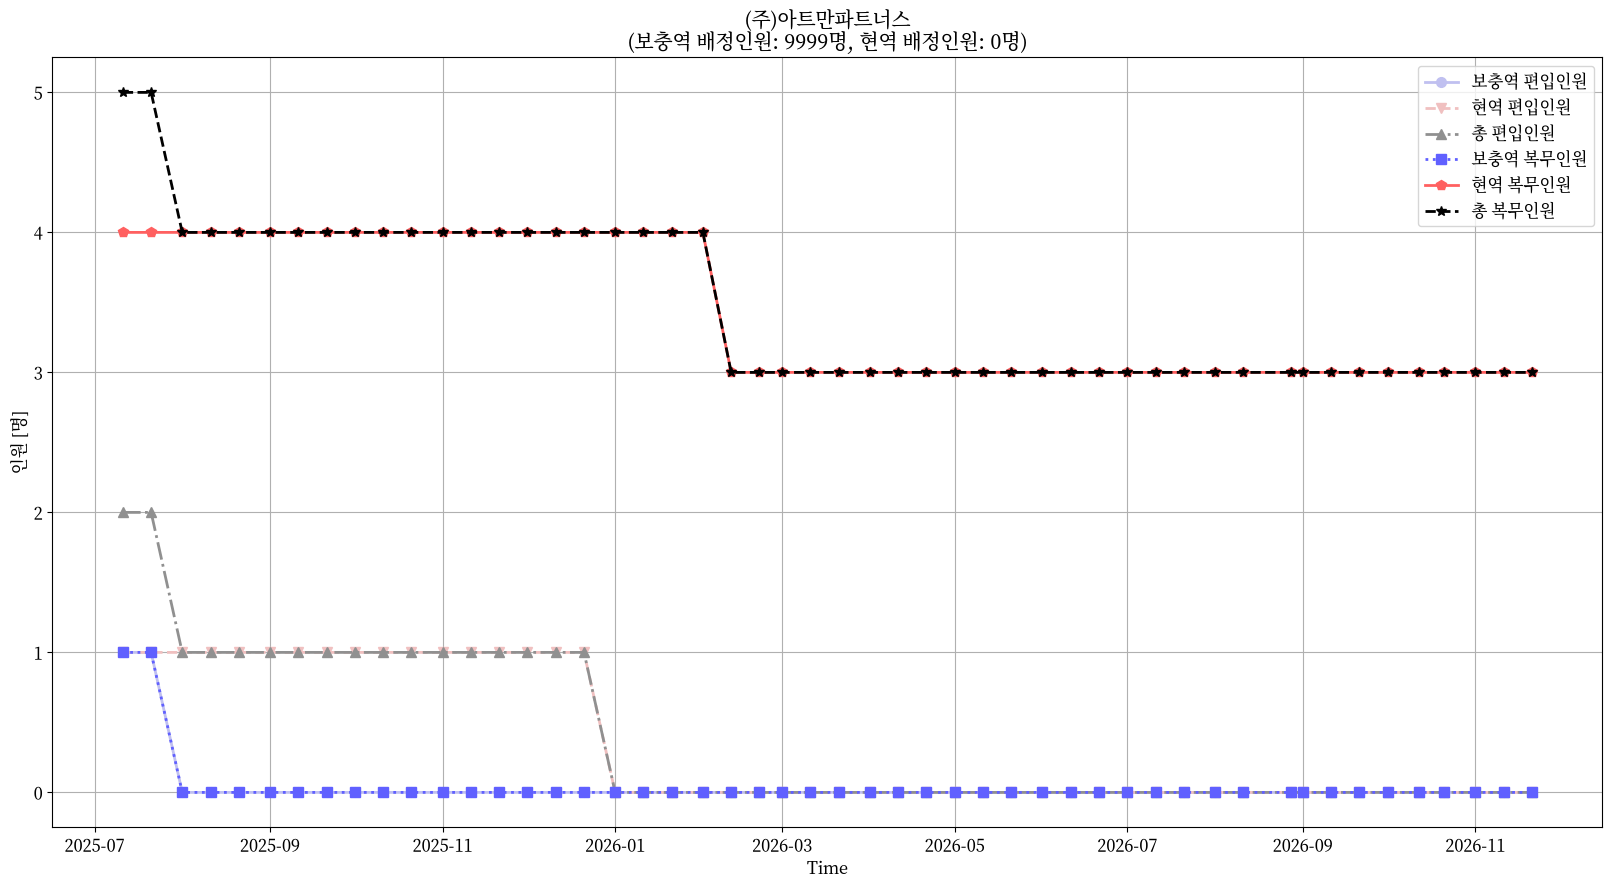 (주)아트만파트너스
(보충역 배정인원: 9999명, 현역 배정인원: 0명)
보충역 편입인원
현역 편입인원
총 편입인원
보충역 복무인원
현역 복무인원
총 복무인원
인원 [명]
5
4
3
2
1
0
2025-07 2025-09 2025-11 2026-01 2026-03 2026-05 2026-07 2026-09 2026-11
Time